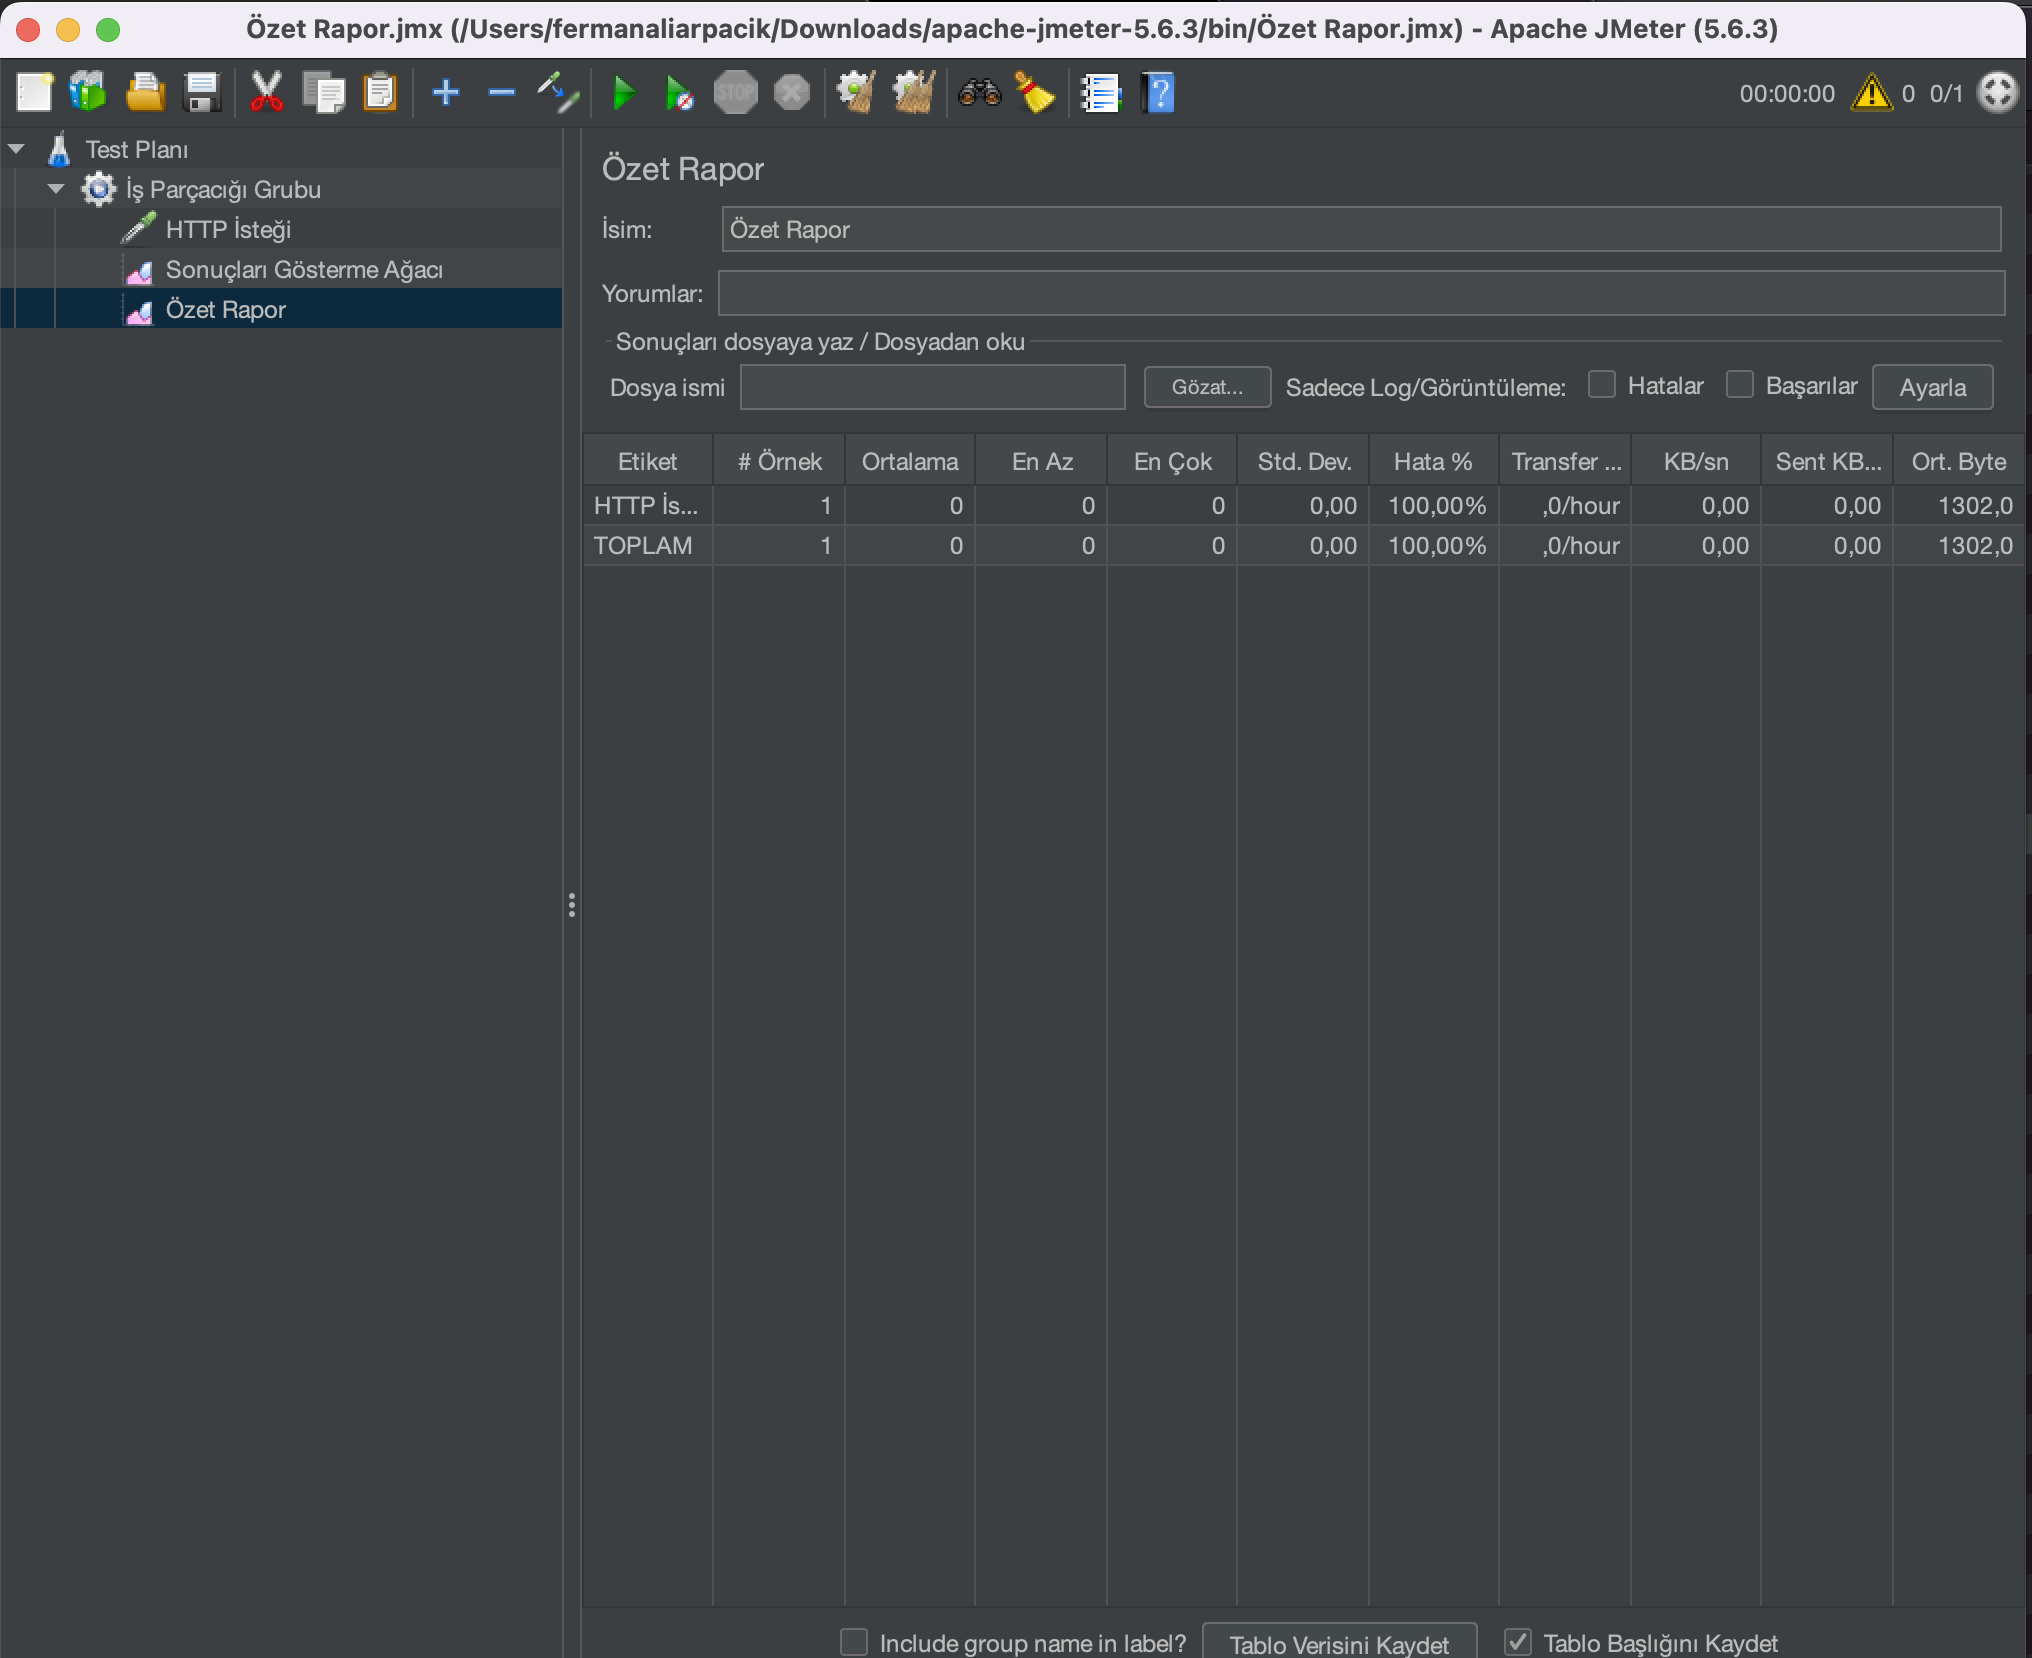 Özet Rapor.jmx (/Users/fermanaliarpacik/Downloads/apache-jmeter-5.6.3/bin/Özet Rapor.jmx) - Apache JMeter (5.6.3)
STOP ? 00:00:00 0 0/1
Test Planı
İş Parçacığı Grubu
HTTP İsteği
Sonuçları Gösterme Ağacı
Özet Rapor
Özet Rapor
İsim: Özet Rapor
Yorumlar:
Sonuçları dosyaya yaz / Dosyadan oku
Dosya ismi Gözat... Sadece Log/Görüntüleme: Hatalar Başarılar Ayarla
Etiket # Örnek Ortalama En Az En Çok Std. Dev. Hata % Transfer ... KB/sn Sent KB... Ort. Byte
HTTP İs... 1 0 0 0 0,00 100,00% ,0/hour 0,00 0,00 1302,0
TOPLAM 1 0 0 0 0,00 100,00% ,0/hour 0,00 0,00 1302,0
Include group name in label? Tablo Verisini Kaydet Tablo Başlığını Kaydet